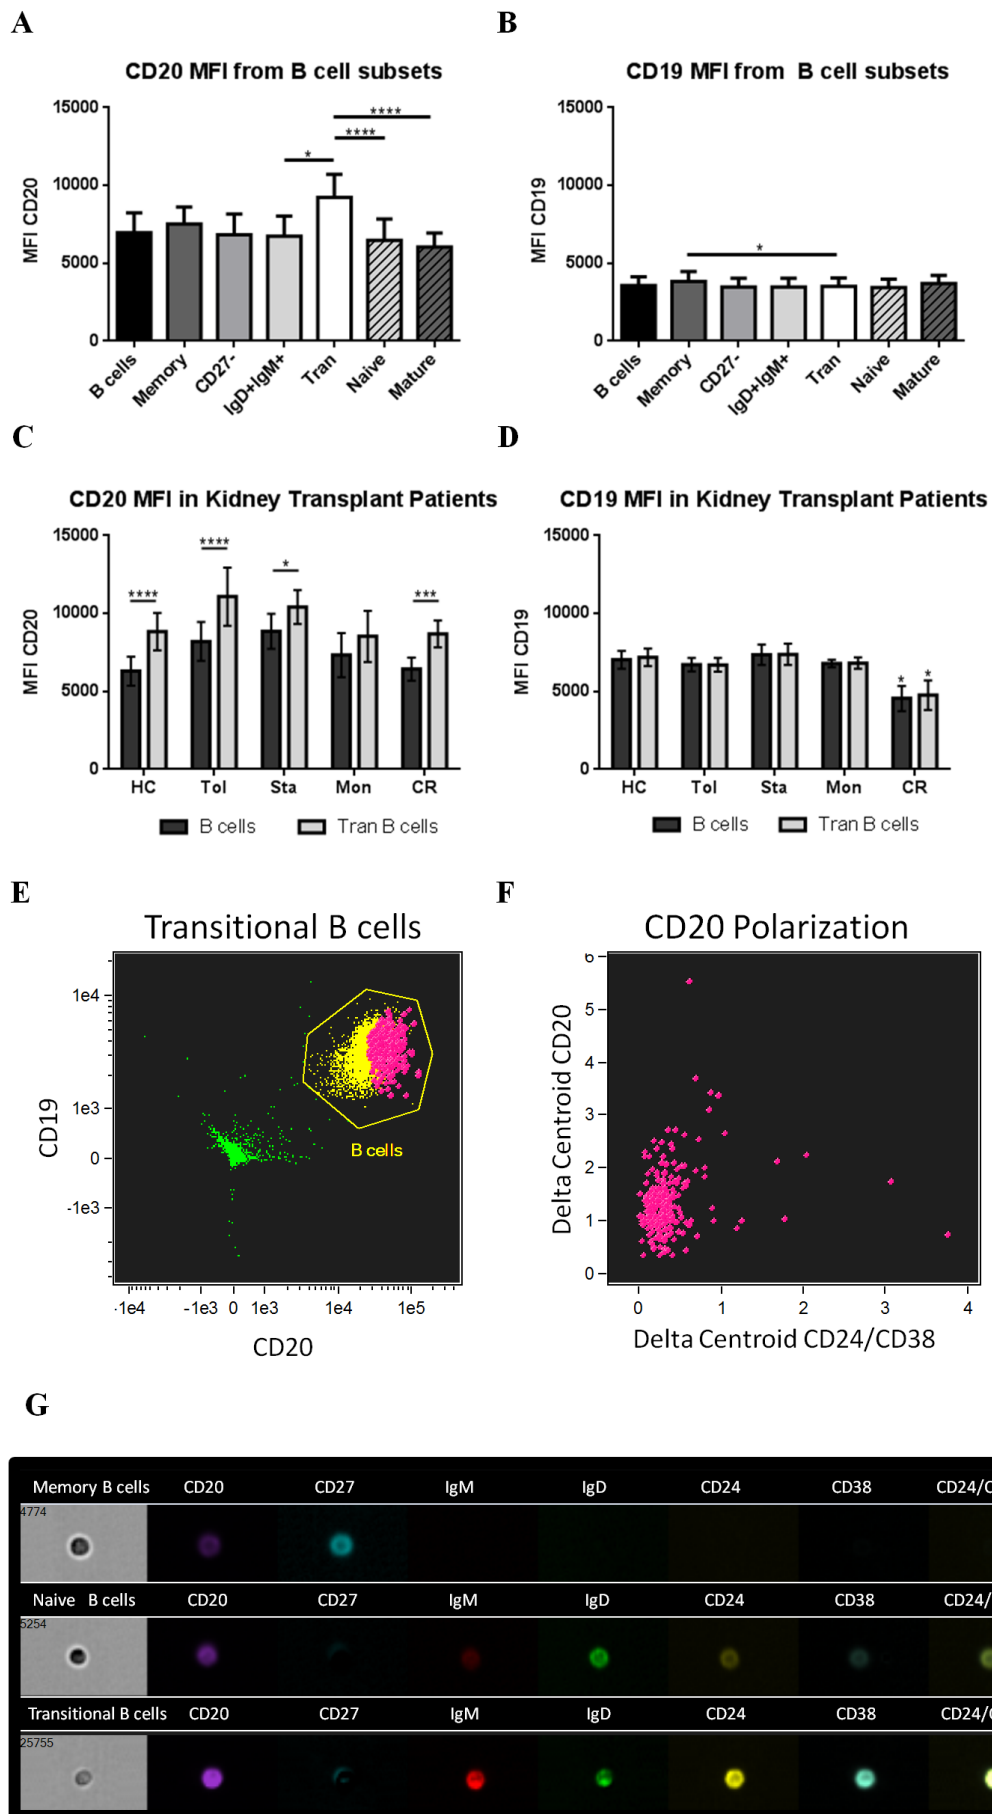 A
B
CD20 MFI from B cell subsets
CD19 MFI from B cell subsets
MFI CD20
15000
10000
5000
0
****
****
*
B cells
Memory
CD27-
IgD+IgM+
Tran
Naive
Mature
MFI CD19
15000
10000
5000
0
*
B cells
Memory
CD27-
IgD+IgM+
Tran
Naive
Mature
C
D
CD20 MFI in Kidney Transplant Patients
CD19 MFI in Kidney Transplant Patients
MFI CD20
15000
10000
5000
0
****
****
*
***
HC Tol Sta Mon CR
B cells Tran B cells
MFI CD19
15000
10000
5000
0
* *
HC Tol Sta Mon CR
B cells Tran B cells
E
F
Transitional B cells
CD20 Polarization
CD19
1e4
1e3
0
-1e3
B cells
-1e4 -1e3 0 1e3 1e4 1e5
CD20
Delta Centroid CD20
6
5
4
3
2
1
0
0 1 2 3 4
Delta Centroid CD24/CD38
G
Memory B cells CD20 CD27 IgM IgD CD24 CD38 CD24/C
4774
Naive B cells CD20 CD27 IgM IgD CD24 CD38 CD24/
5254
Transitional B cells CD20 CD27 IgM IgD CD24 CD38 CD24/C
25755